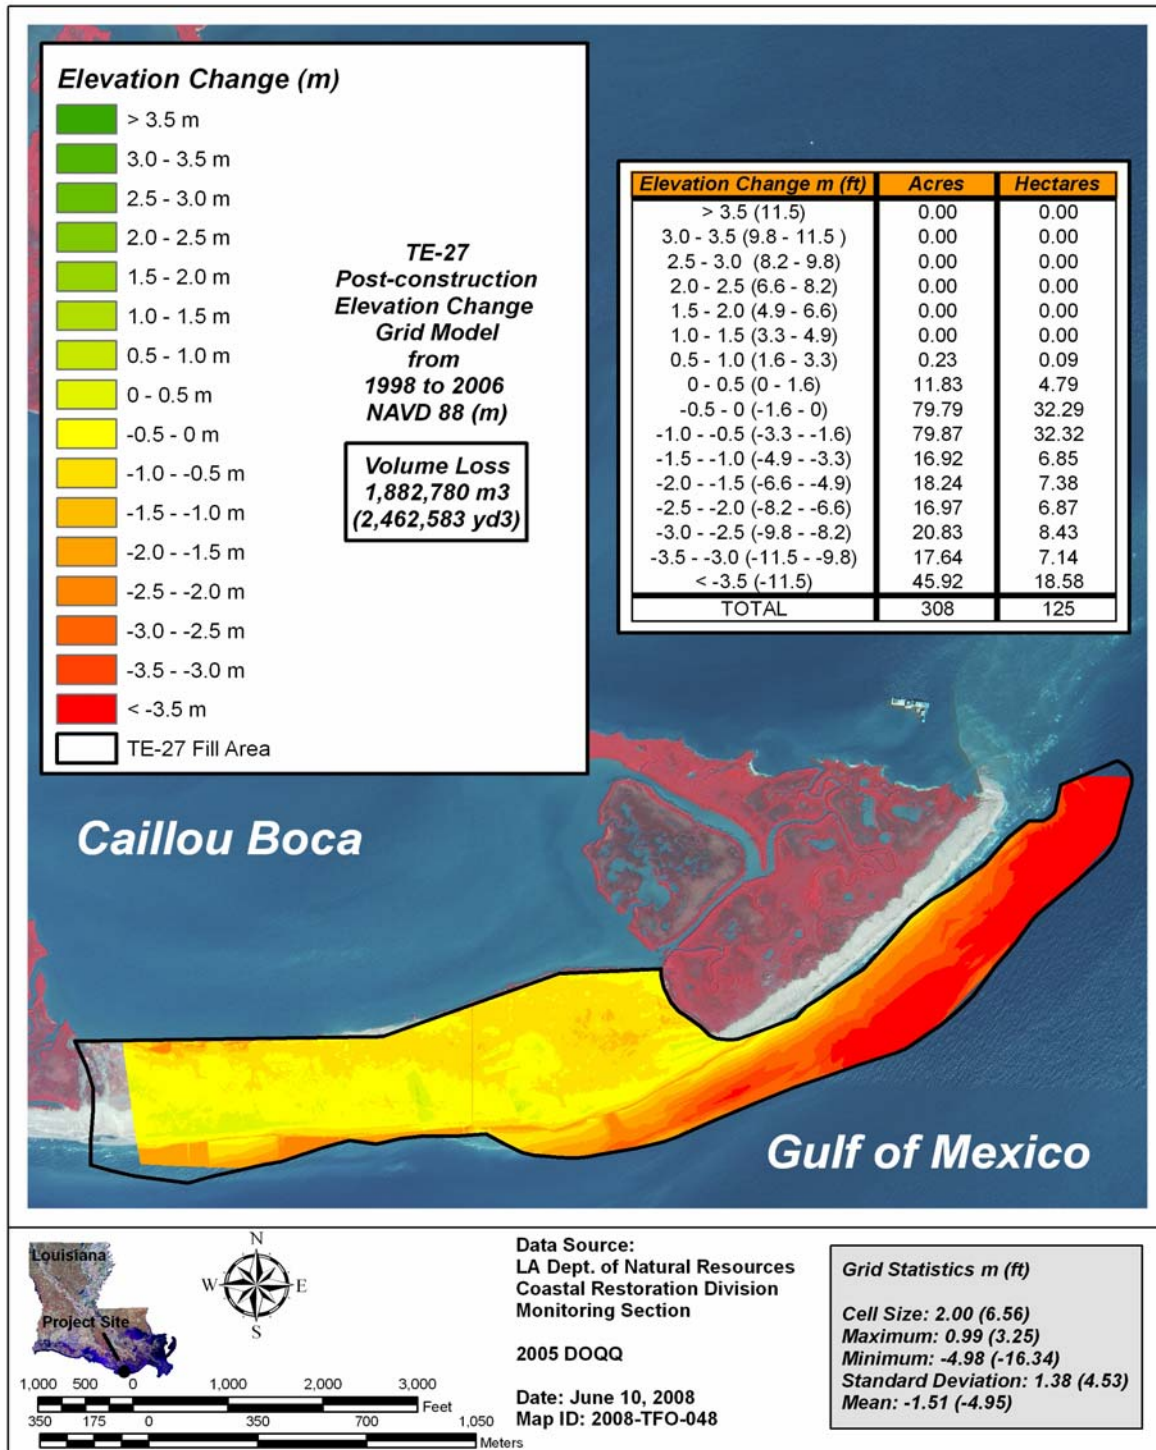 Elevation Change (m)
> 3.5 m
3.0 - 3.5 m
2.5 - 3.0 m
2.0 - 2.5 m
1.5 - 2.0 m
1.0 - 1.5 m
0.5 - 1.0 m
0 - 0.5 m
-0.5 - 0 m
-1.0 - -0.5 m
-1.5 - -1.0 m
-2.0 - -1.5 m
-2.5 - -2.0 m
-3.0 - -2.5 m
-3.5 - -3.0 m
< -3.5 m
TE-27 Fill Area
TE-27
Post-construction
Elevation Change
Grid Model
from
1998 to 2006
NAVD 88 (m)
Volume Loss
1,882,780 m3
(2,462,583 yd3)
Elevation Change m (ft) Acres Hectares
> 3.5 (11.5) 0.00 0.00
3.0 - 3.5 (9.8 - 11.5 ) 0.00 0.00
2.5 - 3.0 (8.2 - 9.8) 0.00 0.00
2.0 - 2.5 (6.6 - 8.2) 0.00 0.00
1.5 - 2.0 (4.9 - 6.6) 0.00 0.00
1.0 - 1.5 (3.3 - 4.9) 0.00 0.00
0.5 - 1.0 (1.6 - 3.3) 0.23 0.09
0 - 0.5 (0 - 1.6) 11.83 4.79
-0.5 - 0 (-1.6 - 0) 79.79 32.29
-1.0 - -0.5 (-3.3 - -1.6) 79.87 32.32
-1.5 - -1.0 (-4.9 - -3.3) 16.92 6.85
-2.0 - -1.5 (-6.6 - -4.9) 18.24 7.38
-2.5 - -2.0 (-8.2 - -6.6) 16.97 6.87
-3.0 - -2.5 (-9.8 - -8.2) 20.83 8.43
-3.5 - -3.0 (-11.5 - -9.8) 17.64 7.14
< -3.5 (-11.5) 45.92 18.58
TOTAL 308 125
Caillou Boca
Gulf of Mexico
Louisiana
Project Site
N
W E
S
1,000 500 0 1,000 2,000 3,000
Feet
350 175 0 350 700 1,050
Meters
Data Source:
LA Dept. of Natural Resources
Coastal Restoration Division
Monitoring Section
2005 DOQQ
Date: June 10, 2008
Map ID: 2008-TFO-048
Grid Statistics m (ft)
Cell Size: 2.00 (6.56)
Maximum: 0.99 (3.25)
Minimum: -4.98 (-16.34)
Standard Deviation: 1.38 (4.53)
Mean: -1.51 (-4.95)